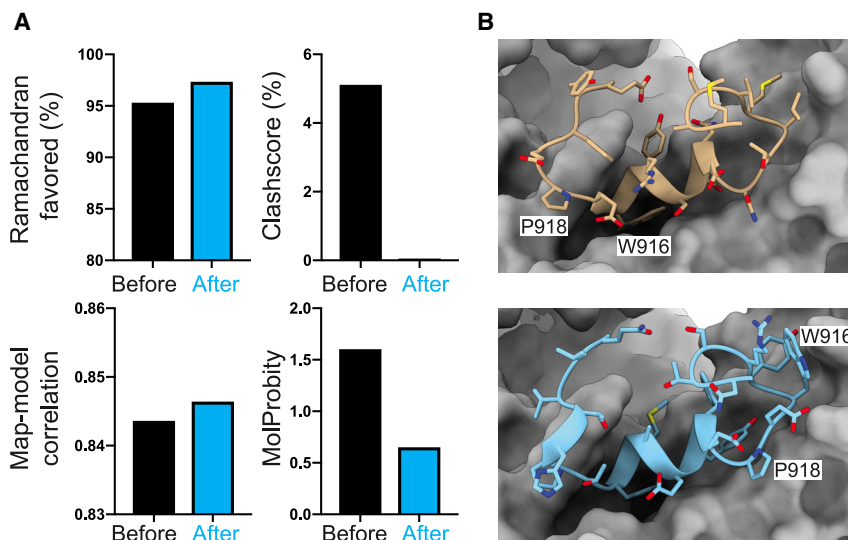 A
B
Ramachandran
favored (%)
100
95
90
85
80
Before After
Clashscore (%)
6
4
2
0
Before After
P918
W916
Map-model
correlation
0.86
0.85
0.84
0.83
Before After
MolProbity
2.0
1.5
1.0
0.5
0.0
Before After
W916
P918